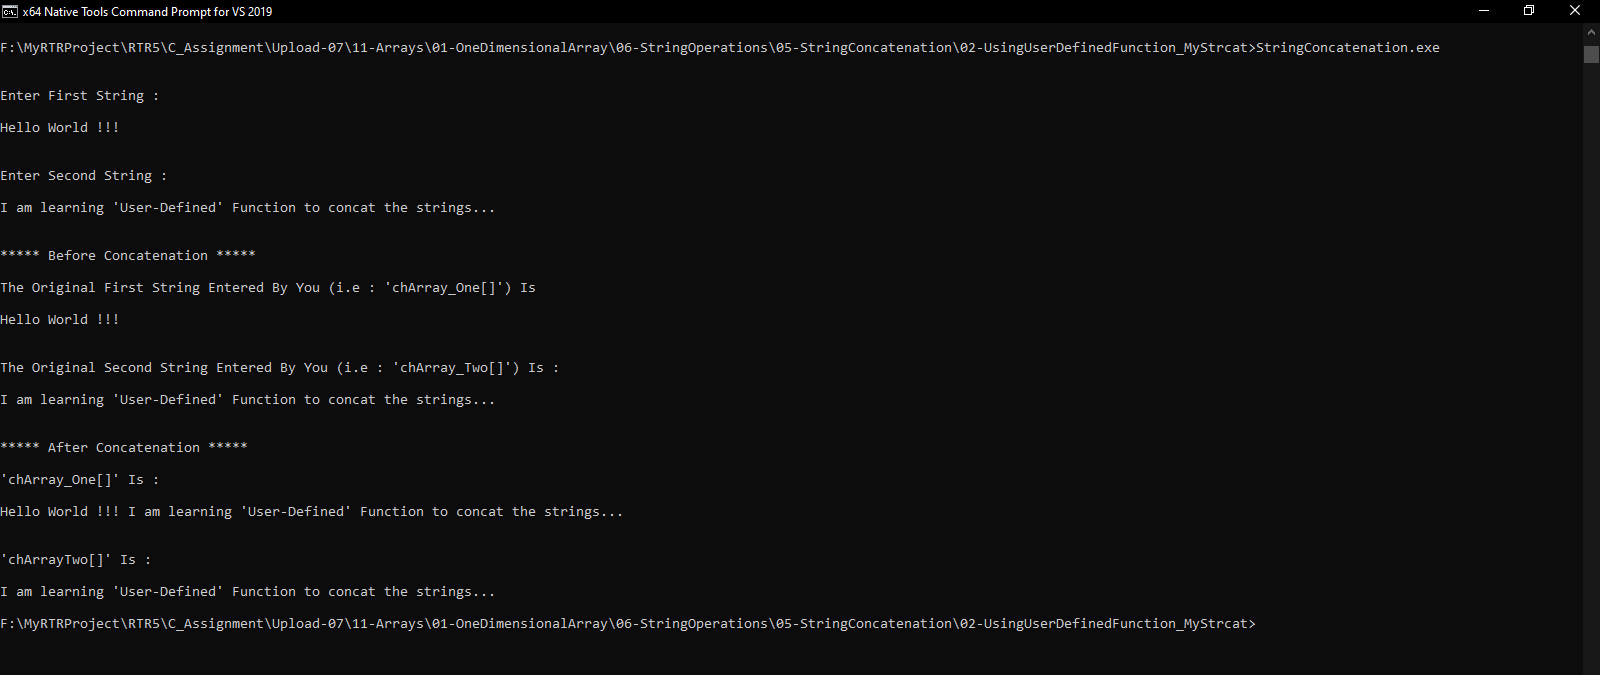 x64 Native Tools Command Prompt for VS 2019
F:\MyRTRProject\RTR5\C_Assignment\Upload-07\11-Arrays\01-OneDimensionalArray\06-StringOperations\05-StringConcatenation\02-UsingUserDefinedFunction_MyStrcat>StringConcatenation.exe
Enter First String :
Hello World !!!
Enter Second String :
I am learning 'User-Defined' Function to concat the strings...
***** Before Concatenation *****
The Original First String Entered By You (i.e : 'chArray_One[]') Is
Hello World !!!
The Original Second String Entered By You (i.e : 'chArray_Two[]') Is :
I am learning 'User-Defined' Function to concat the strings...
***** After Concatenation *****
'chArray_One[]' Is :
Hello World !!! I am learning 'User-Defined' Function to concat the strings...
'chArrayTwo[]' Is :
I am learning 'User-Defined' Function to concat the strings...
F:\MyRTRProject\RTR5\C_Assignment\Upload-07\11-Arrays\01-OneDimensionalArray\06-StringOperations\05-StringConcatenation\02-UsingUserDefinedFunction_MyStrcat>